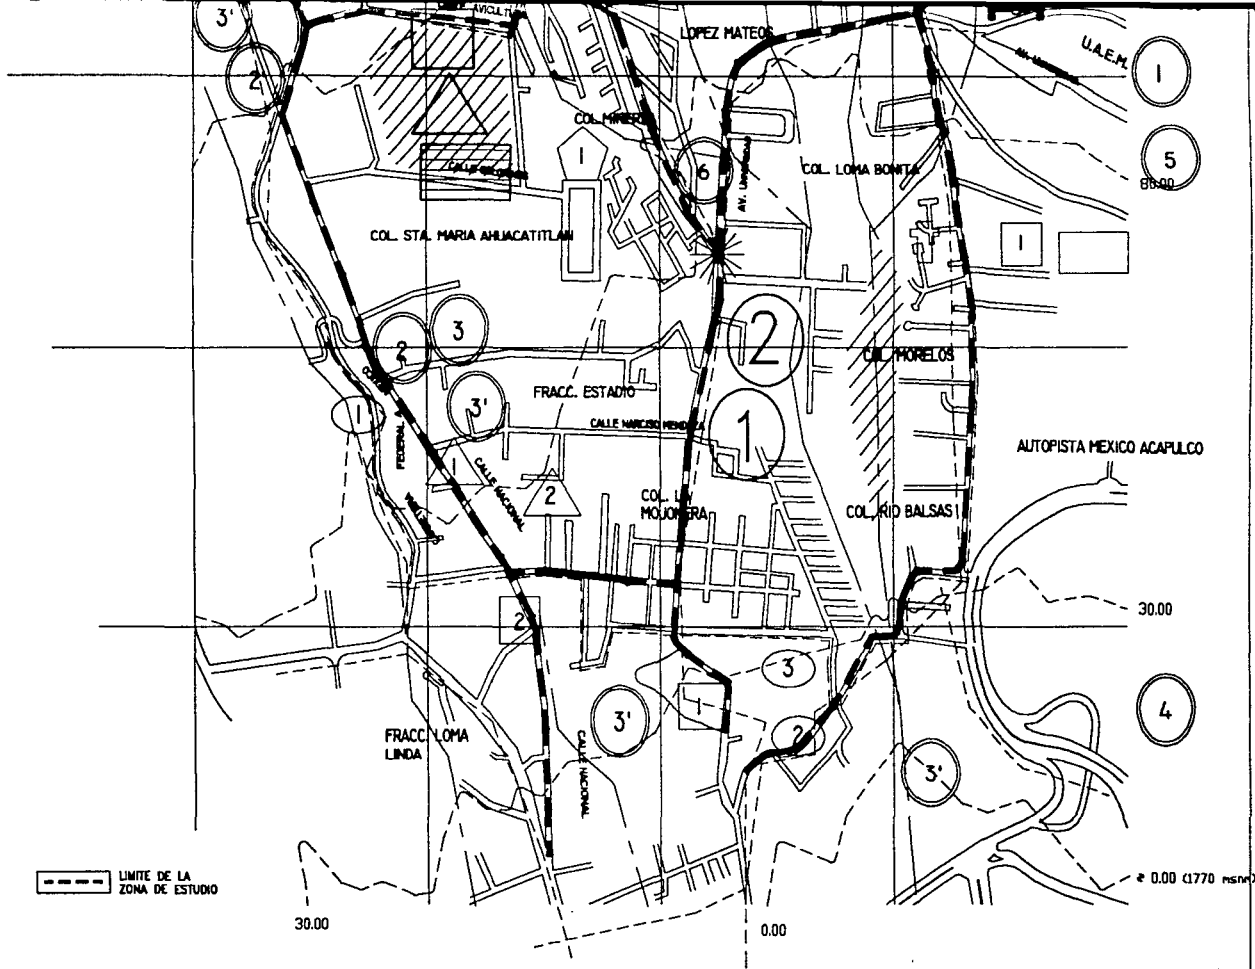 3'
LOPEZ MATEOS
U.A.E.M.
1
2
COL. MINERA
1
6
AV. Universidad
COL. LOMA BONITA
5
80.00
COL. STA. MARIA AHUACATITLAN
1
2
3
2
COL. MORELOS
FRACC. ESTADIO
3'
1
CALLE NARCISO MENDOZA
1
FEDERAL A
AUTOPISTA MEXICO ACAPULCO
1
CALLE NACIONAL
2
COL. LA
MOJONERA
COL. RIO BALSAS
30.00
2
3
3'
1
2
4
FRACC. LOMA
LINDA
CALLE NACIONAL
3'
LIMITE DE LA
ZONA DE ESTUDIO
0.00 (1770 msnm)
30.00
0.00